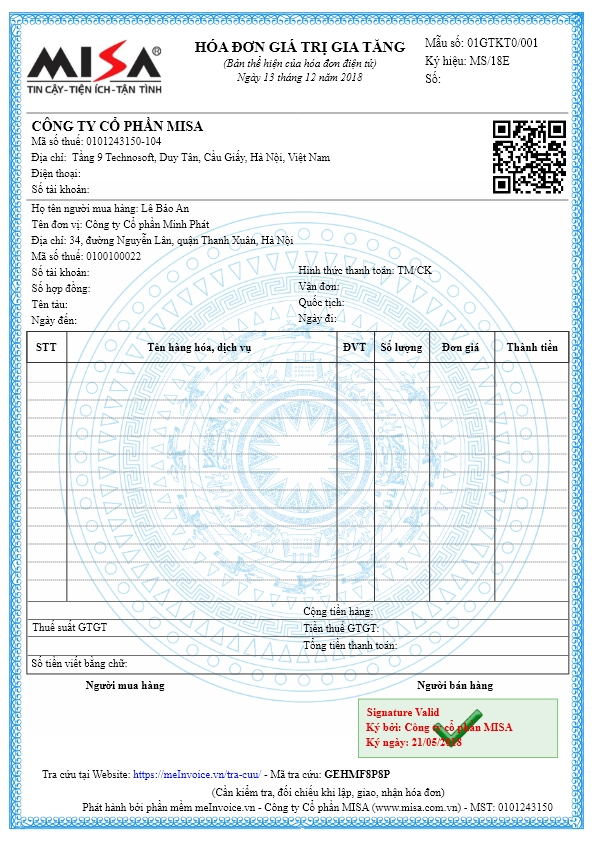 MISA®
TIN CẬY-TIỆN ÍCH-TẬN TÌNH
HÓA ĐƠN GIÁ TRỊ GIA TĂNG
(Bản thể hiện của hóa đơn điện tử)
Ngày 13 tháng 12 năm 2018
Mẫu số: 01GTKT0/001
Ký hiệu: MS/18E
Số:
CÔNG TY CỔ PHẦN MISA
Mã số thuế: 0101243150-104
Địa chỉ: Tầng 9 Technosoft, Duy Tân, Cầu Giấy, Hà Nội, Việt Nam
Điện thoại:
Số tài khoản:
Họ tên người mua hàng: Lê Bảo An
Tên đơn vị: Công ty Cổ phần Minh Phát
Địa chỉ: 34, đường Nguyễn Lân, quận Thanh Xuân, Hà Nội
Mã số thuế: 0100100022
Số tài khoản: Hình thức thanh toán: TM/CK
Số hợp đồng: Vận đơn:
Tên tàu: Quốc tịch:
Ngày đến: Ngày đi:
STT Tên hàng hóa, dịch vụ ĐVT Số lượng Đơn giá Thành tiền
Cộng tiền hàng:
Thuế suất GTGT Tiền thuế GTGT:
Tổng tiền thanh toán:
Số tiền viết bằng chữ:
Người mua hàng Người bán hàng
Signature Valid
Ký bởi: Công ty cổ phần MISA
Ký ngày: 21/05/2018
Tra cứu tại Website: https://meInvoice.vn/tra-cuu/ - Mã tra cứu: GEHMF8P8P
(Cần kiểm tra, đối chiếu khi lập, giao, nhận hóa đơn)
Phát hành bởi phần mềm meInvoice.vn - Công ty Cổ phần MISA (www.misa.com.vn) - MST: 0101243150